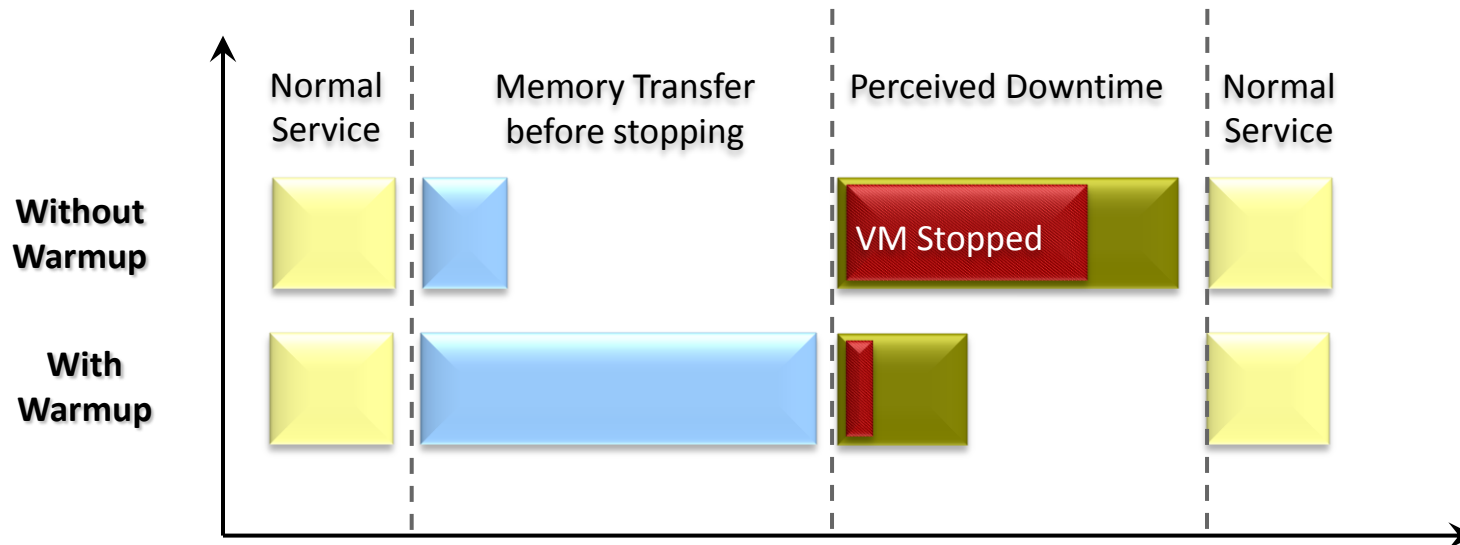 Normal
Service
Memory Transfer
before stopping
Perceived Downtime
Normal
Service
Without
Warmup
VM Stopped
With
Warmup